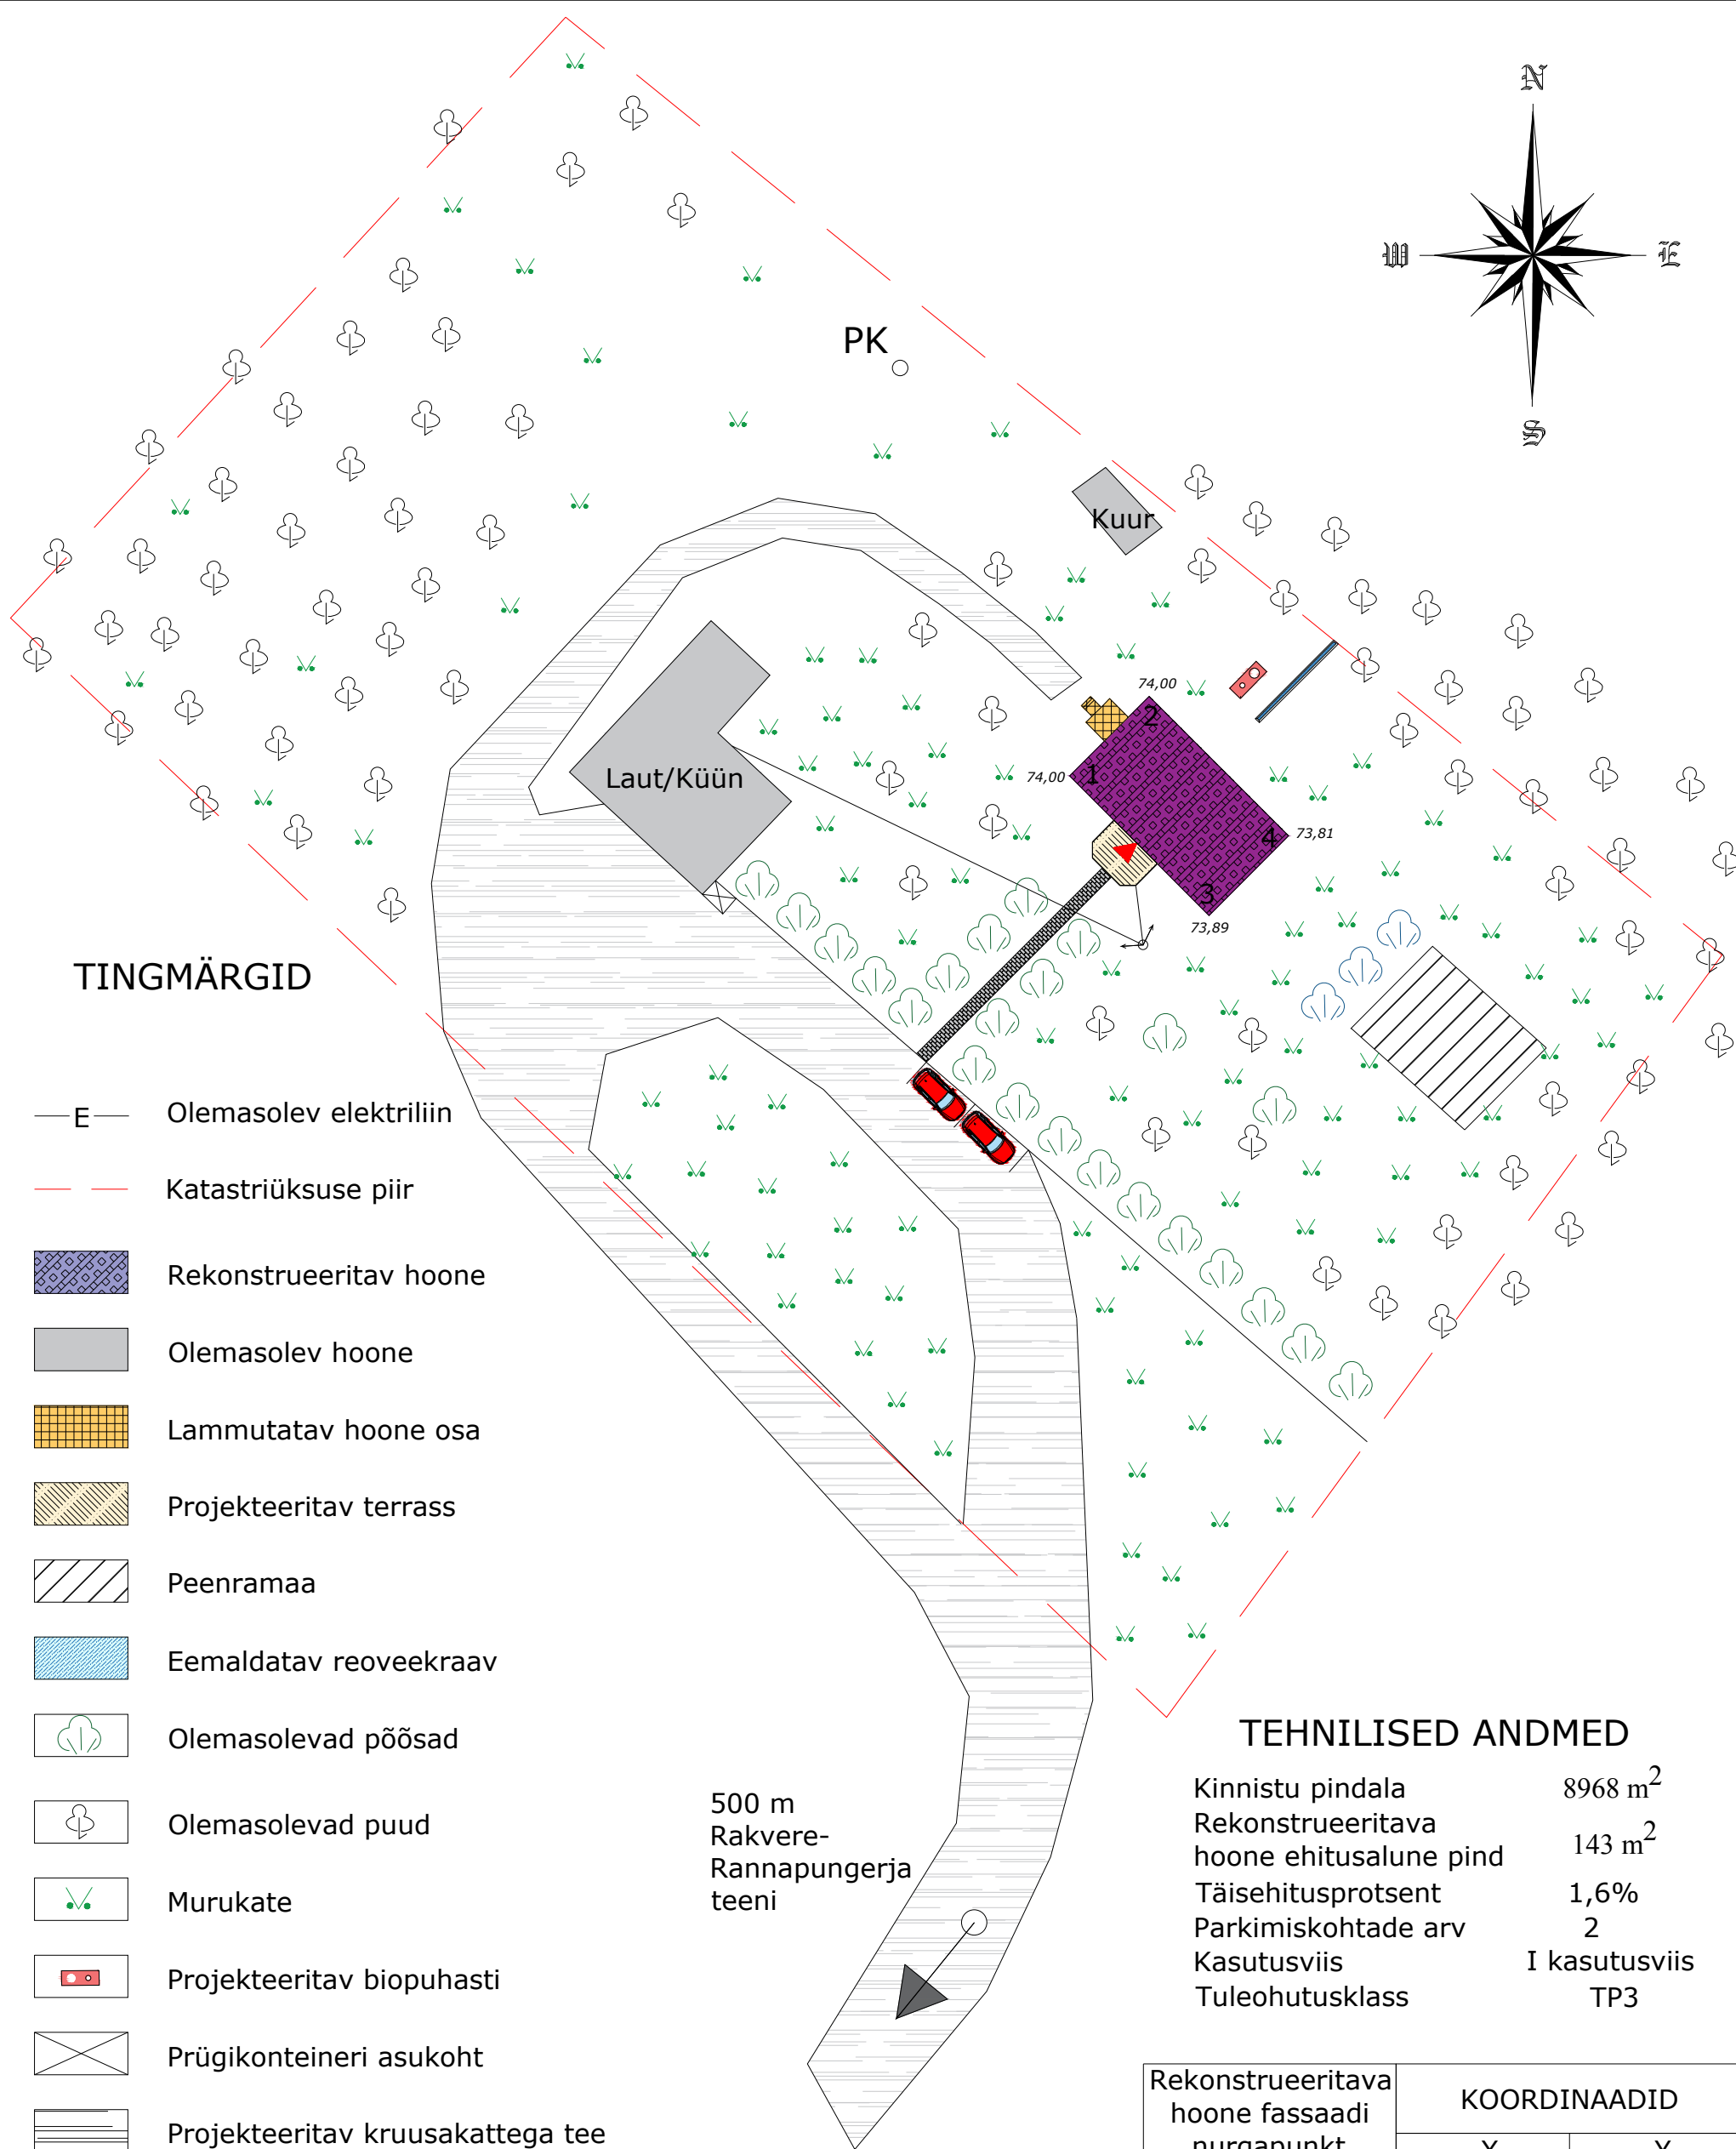 N
W
E
S
PK
Kuur
74,00
2
Laut/Küün
74,00
1
4
73,81
3
73,89
TINGMÄRGID
E
Olemasolev elektriliin
Katastriüksuse piir
Rekonstrueeritav hoone
Olemasolev hoone
Lammutatav hoone osa
Projekteeritav terrass
Peenramaa
Eemaldatav reoveekraav
Olemasolevad põõsad
Olemasolevad puud
Murukate
Projekteeritav biopuhasti
Prügikonteineri asukoht
Projekteeritav kruusakattega tee
500 m
Rakvere-
Rannapungerja
teeni
TEHNILISED ANDMED
Kinnistu pindala 8968 m²
Rekonstrueeritava
hoone ehitusalune pind 143 m²
Täisehitusprotsent 1,6%
Parkimiskohtade arv 2
Kasutusviis I kasutusviis
Tuleohutusklass TP3
Rekonstrueeritava
hoone fassaadi
nurgapunkt
KOORDINAADID